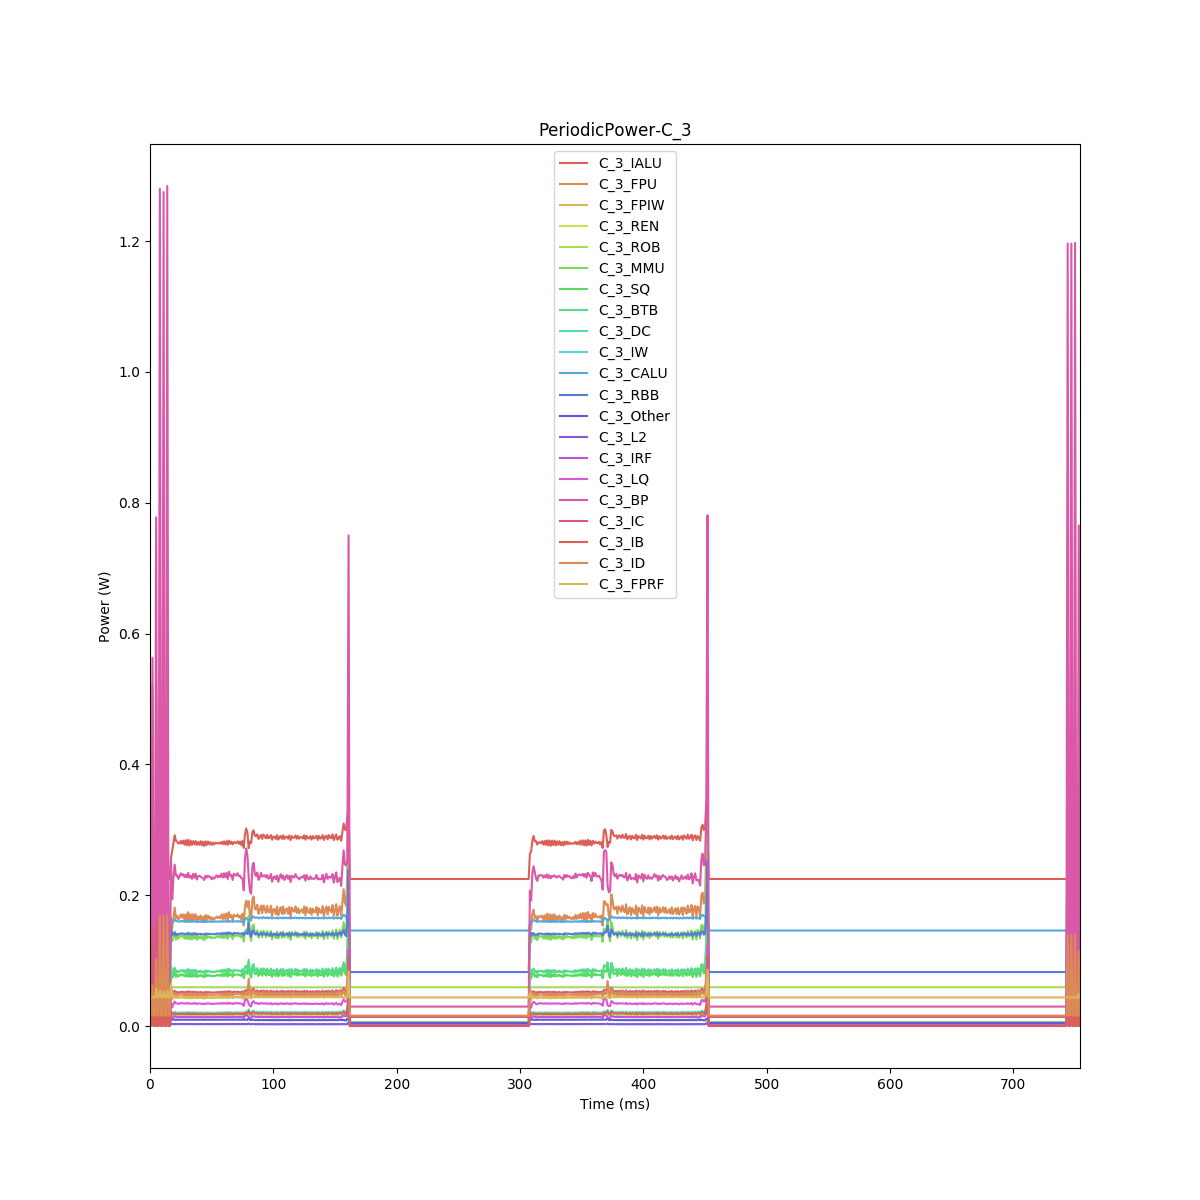 PeriodicPower-C_3
C_3_IALU
C_3_FPU
C_3_FPIW
C_3_REN
C_3_ROB
C_3_MMU
C_3_SQ
C_3_BTB
C_3_DC
C_3_IW
C_3_CALU
C_3_RBB
C_3_Other
C_3_L2
C_3_IRF
C_3_LQ
C_3_BP
C_3_IC
C_3_IB
C_3_ID
C_3_FPRF
Power (W)
1.2
1.0
0.8
0.6
0.4
0.2
0.0
0 100 200 300 400 500 600 700
Time (ms)